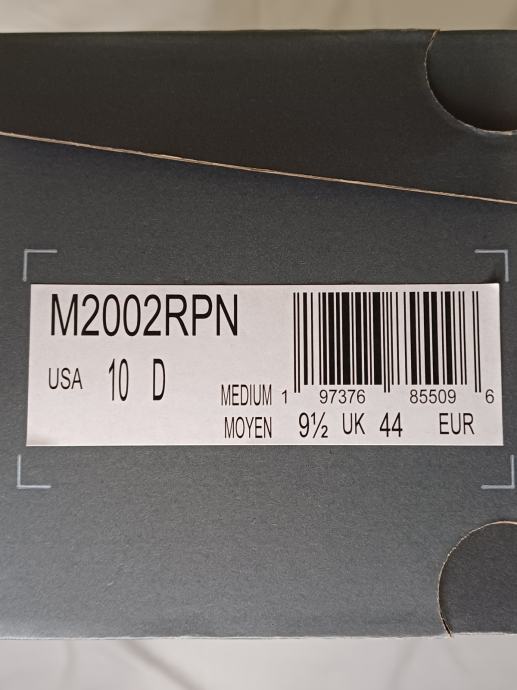 M2002RPN
USA 10 D
1 97376 85509 6
MEDIUM
MOYEN 9½ UK 44 EUR